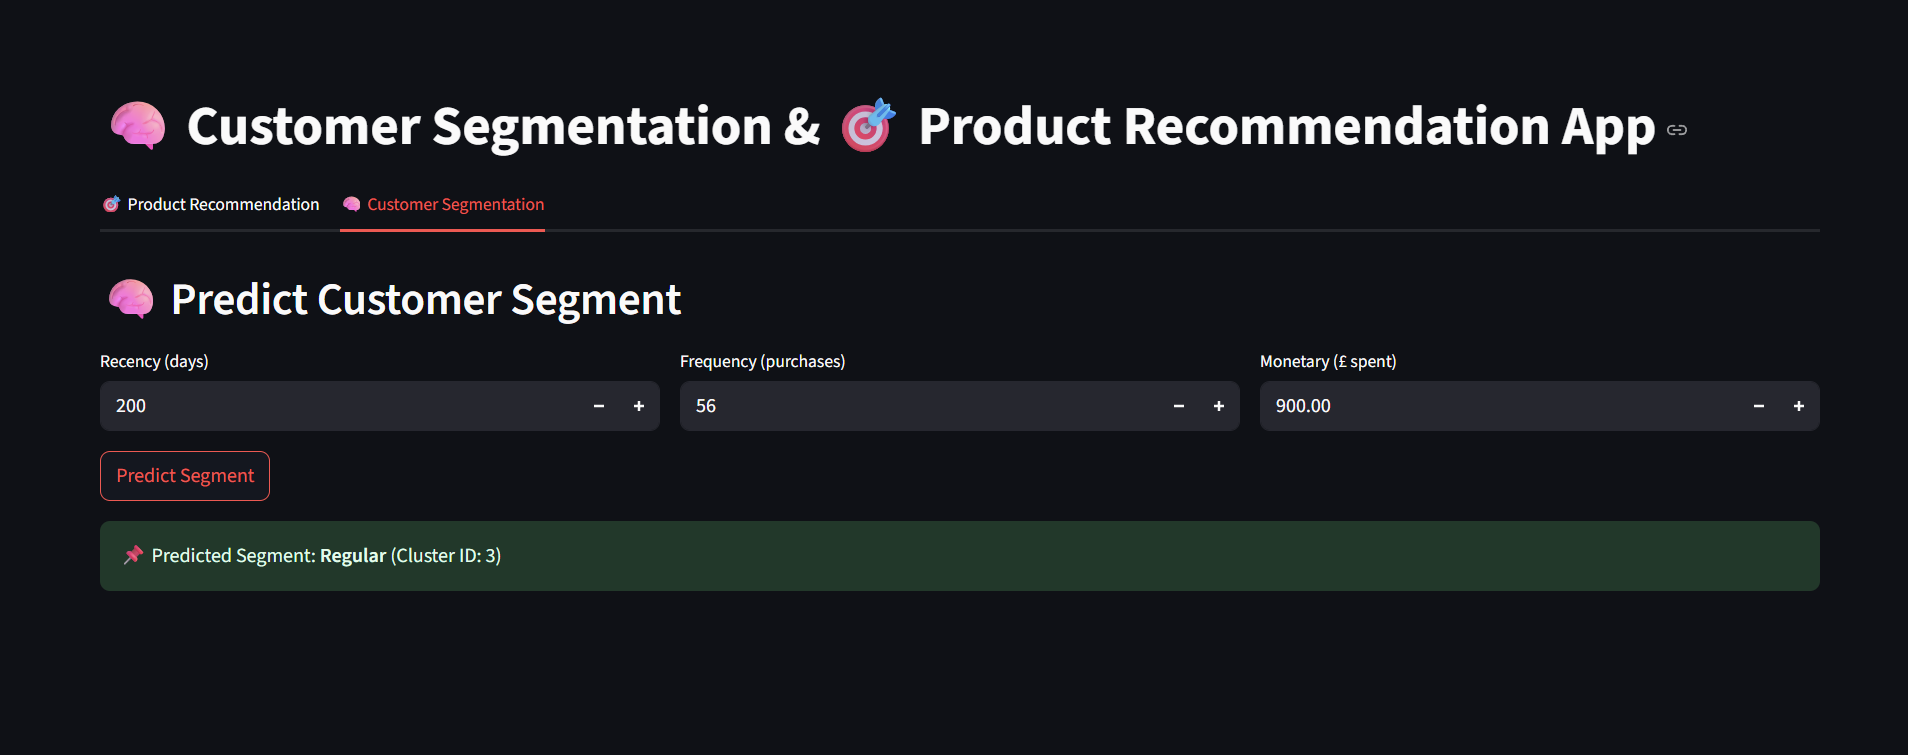 🧠 Customer Segmentation & 🎯 Product Recommendation App
🎯 Product Recommendation 🧠 Customer Segmentation
🧠 Predict Customer Segment
Recency (days) Frequency (purchases) Monetary (£ spent)
200 − + 56 − + 900.00 − +
Predict Segment
📌 Predicted Segment: Regular (Cluster ID: 3)